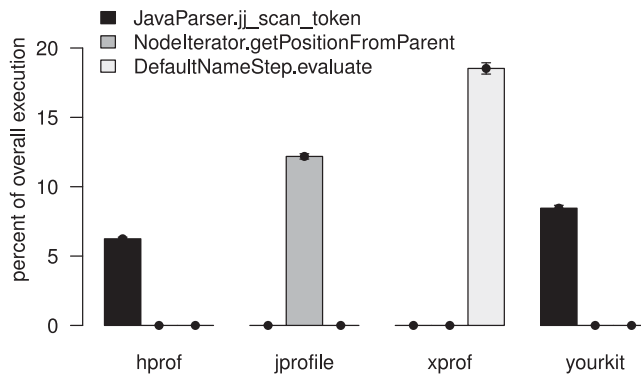 JavaParser.jj_scan_token
NodeIterator.getPositionFromParent
DefaultNameStep.evaluate
percent of overall execution
20
15
10
5
0
hprof jprofile xprof yourkit